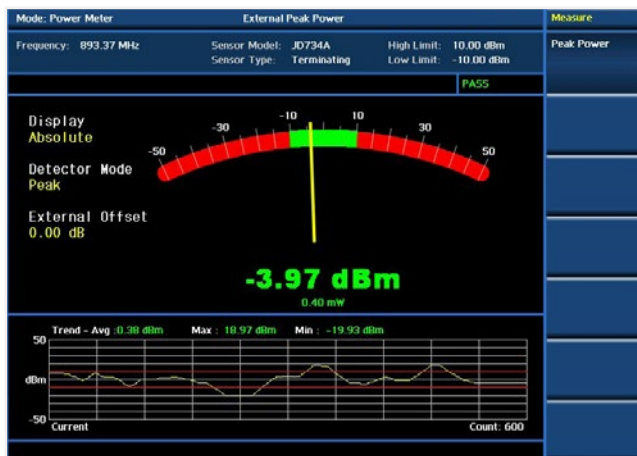 Mode: Power Meter External Peak Power Measure
Frequency: 893.37 MHz Sensor Model: JD734A High Limit: 10.00 dBm Peak Power
Sensor Type: Terminating Low Limit: -10.00 dBm
PASS
Display
Absolute
Detector Mode
Peak
External Offset
0.00 dB
-50 -30 -10 10 30 50
-3.97 dBm
0.40 mW
Trend - Avg :0.38 dBm Max : 18.97 dBm Min : -19.93 dBm
50
dBm
-50
Current Count: 600